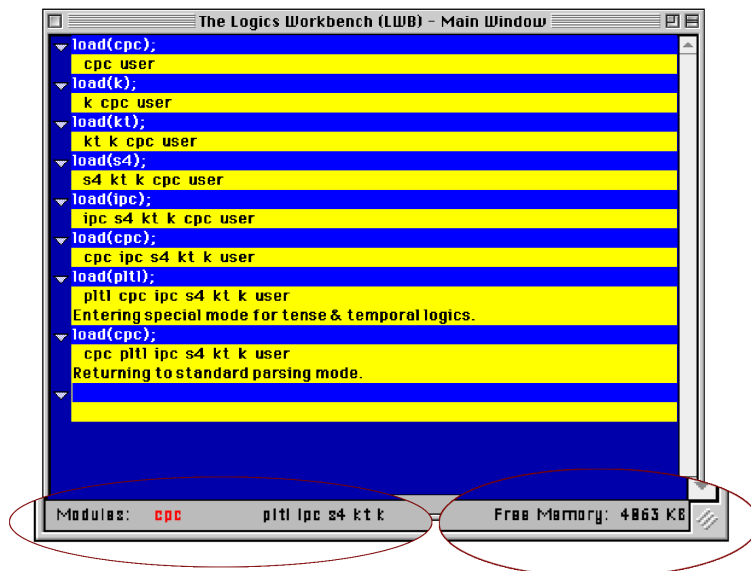 The Logics Workbench (LWB) - Main Window
load(cpc);
cpc user
load(k);
k cpc user
load(kt);
kt k cpc user
load(s4);
s4 kt k cpc user
load(ipc);
ipc s4 kt k cpc user
load(cpc);
cpc ipc s4 kt k user
load(pltl);
pltl cpc ipc s4 kt k user
Entering special mode for tense & temporal logics.
load(cpc);
cpc pltl ipc s4 kt k user
Returning to standard parsing mode.
Modules: cpc pltl ipc s4 kt k Free Memory: 4863 KB